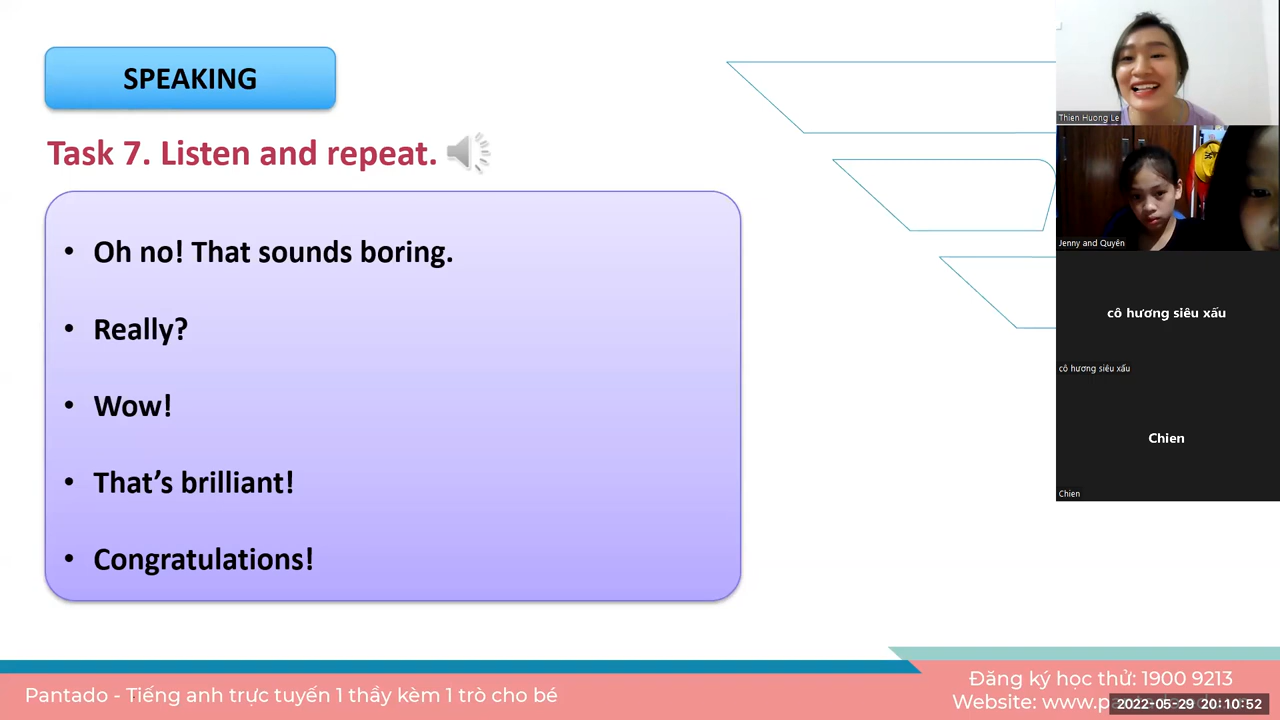 SPEAKING
Task 7. Listen and repeat.
• Oh no! That sounds boring.
• Really?
• Wow!
• That’s brilliant!
• Congratulations!
Thien Huong Le
Jenny and Quyên
cô hương siêu xấu
cô hương siêu xấu
Chien
Chien
Pantado - Tiếng anh trực tuyến 1 thầy kèm 1 trò cho bé
Đăng ký học thử: 1900 9213
Website: www.p
2022-05-29 20:10:52